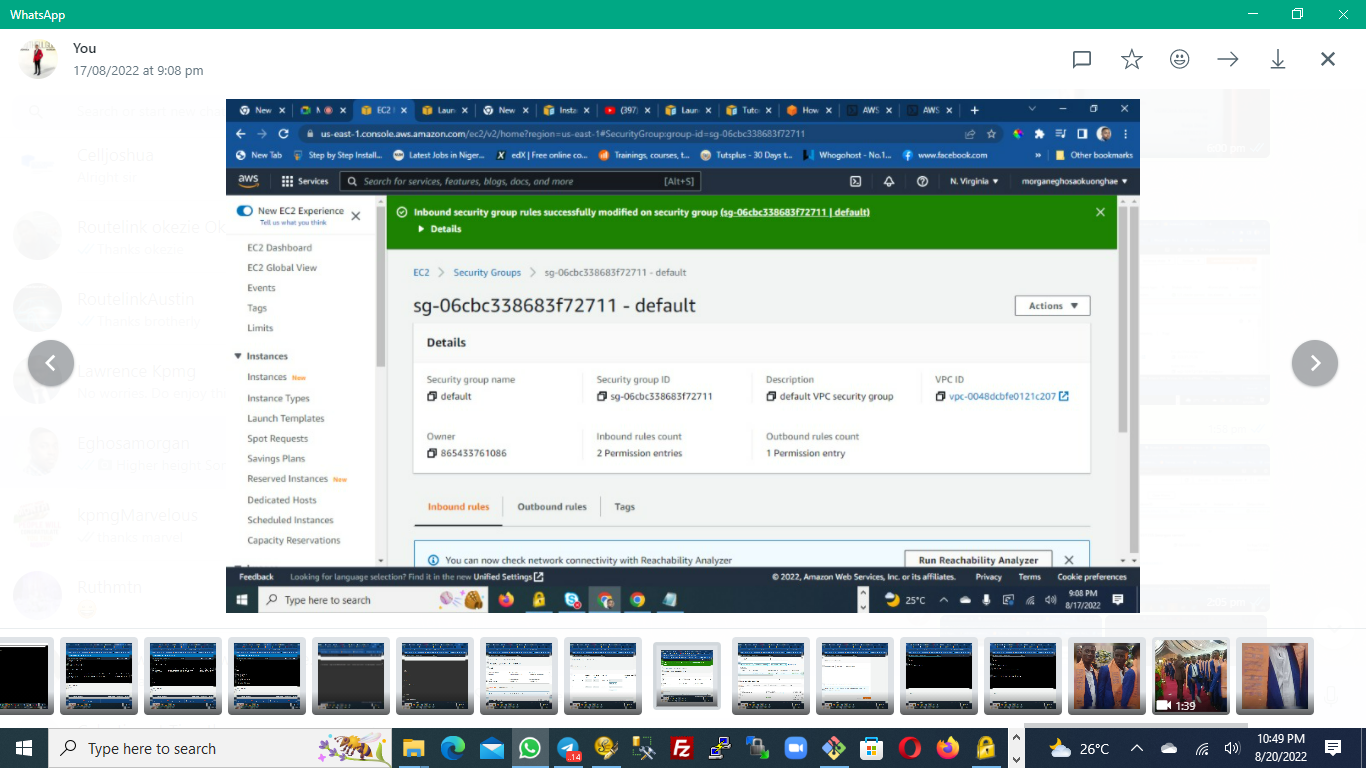 WhatsApp
You
17/08/2022 at 9:08 pm
New
M
EC2
Laun
New
Insta
(397)
Laun
Tuto
How
AWS
AWS
us-east-1.console.aws.amazon.com/ec2/v2/home?region=us-east-1#SecurityGroup:group-id=sg-06cbc338683f72711
New Tab
Step by Step Install...
Latest Jobs in Niger...
edX | Free online co...
Trainings, courses, t...
Tutsplus - 30 Days t...
Whogohost - No.1...
www.facebook.com
»
Other bookmarks
aws
Services
Search for services, features, blogs, docs, and more
[Alt+S]
N. Virginia
morganeghosaokuonghae
New EC2 Experience
Tell us what you think
Inbound security group rules successfully modified on security group (sg-06cbc338683f72711 | default)
Details
EC2 Dashboard
EC2 Global View
Events
Tags
Limits
Instances
Instances New
Instance Types
Launch Templates
Spot Requests
Savings Plans
Reserved Instances New
Dedicated Hosts
Scheduled Instances
Capacity Reservations
EC2 > Security Groups > sg-06cbc338683f72711 - default
sg-06cbc338683f72711 - default
Actions
Details
Security group name
default
Security group ID
sg-06cbc338683f72711
Description
default VPC security group
VPC ID
vpc-0048dcbfe0121c207
Owner
865433761086
Inbound rules count
2 Permission entries
Outbound rules count
1 Permission entry
Inbound rules
Outbound rules
Tags
You can now check network connectivity with Reachability Analyzer
Run Reachability Analyzer
Feedback
Looking for language selection? Find it in the new Unified Settings
© 2022, Amazon Web Services, Inc. or its affiliates.
Privacy
Terms
Cookie preferences
Type here to search
25°C
9:08 PM
8/17/2022
Celljoshua
Routelink okezie Ok
RoutelinkAustin
Lawrence Kpmg
Eghosamorgan
kpmgMarvelous
Ruthmtn
1:39
Type here to search
.14
26°C
10:49 PM
8/20/2022